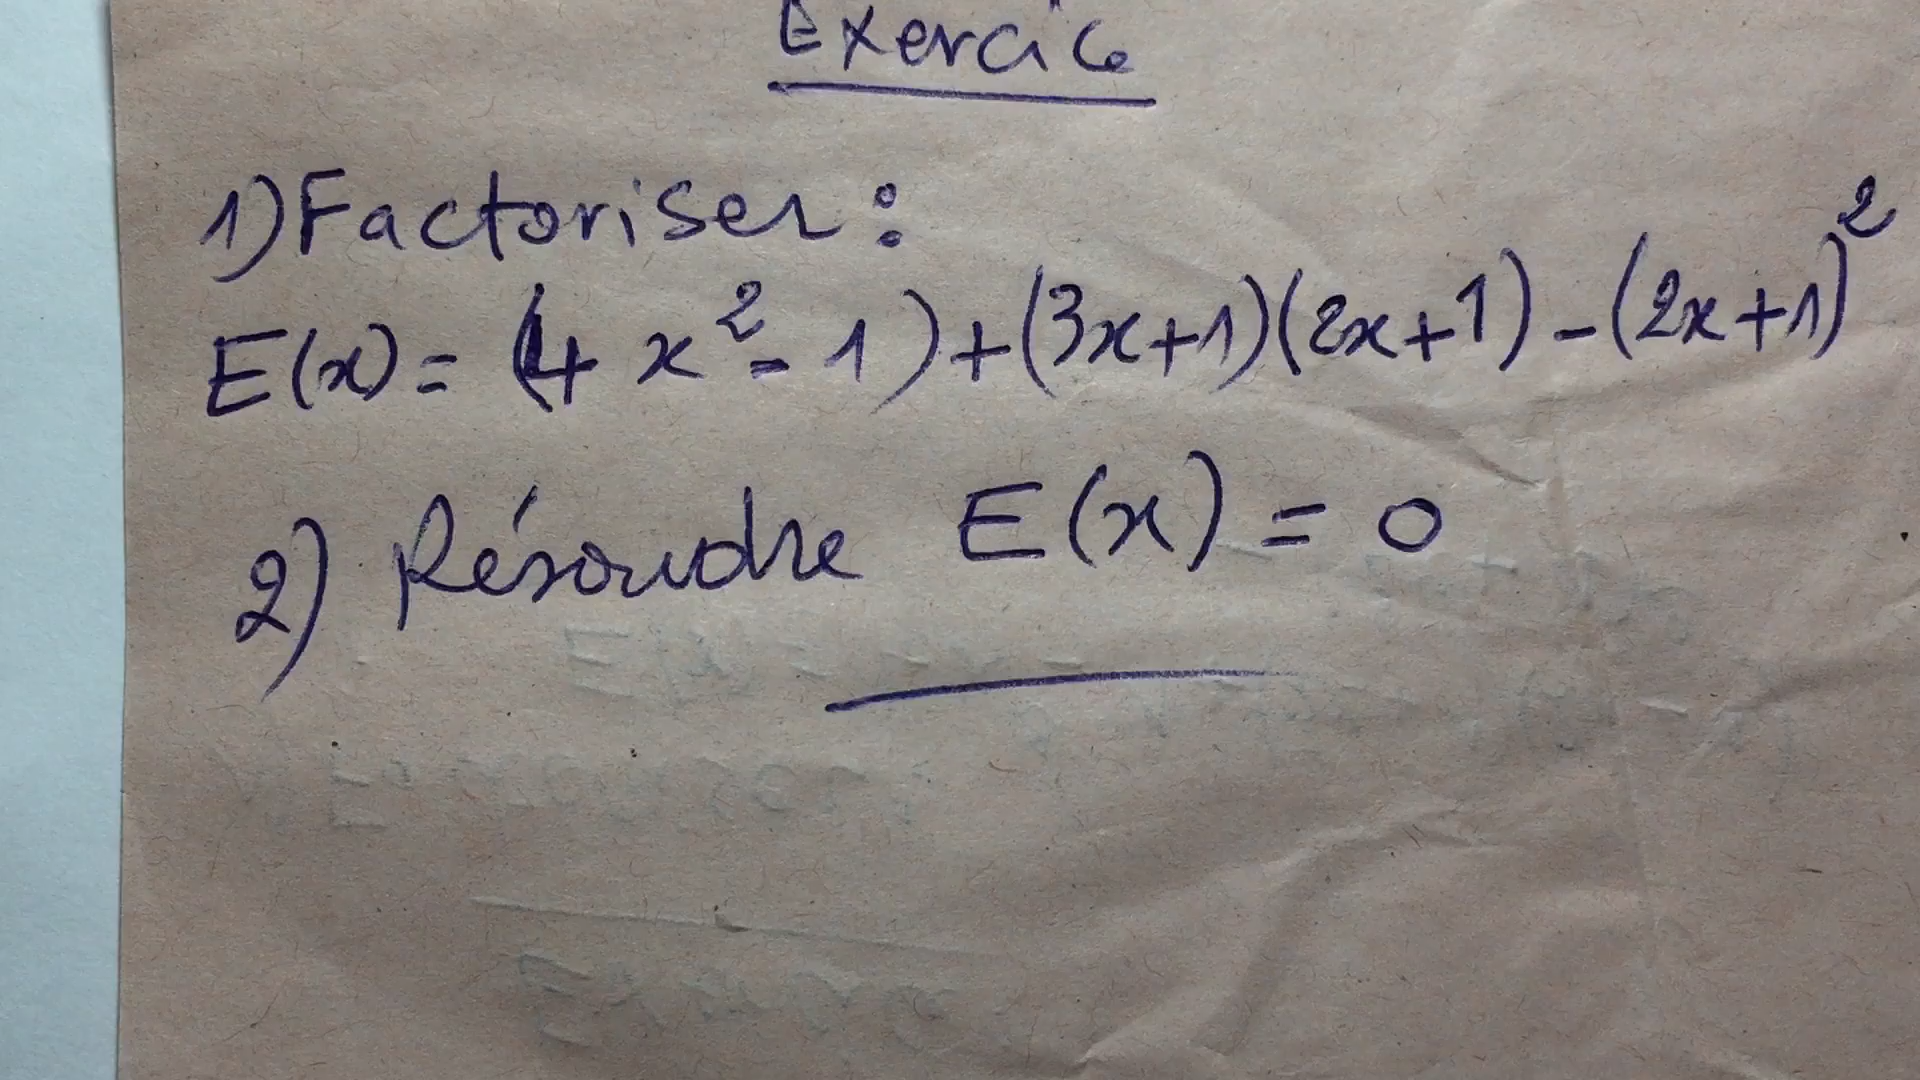 Exercice
1) Factoriser :
E(x) = (4x² - 1) + (3x+1)(2x+1) - (2x+1)²
2) Résoudre E(x) = 0